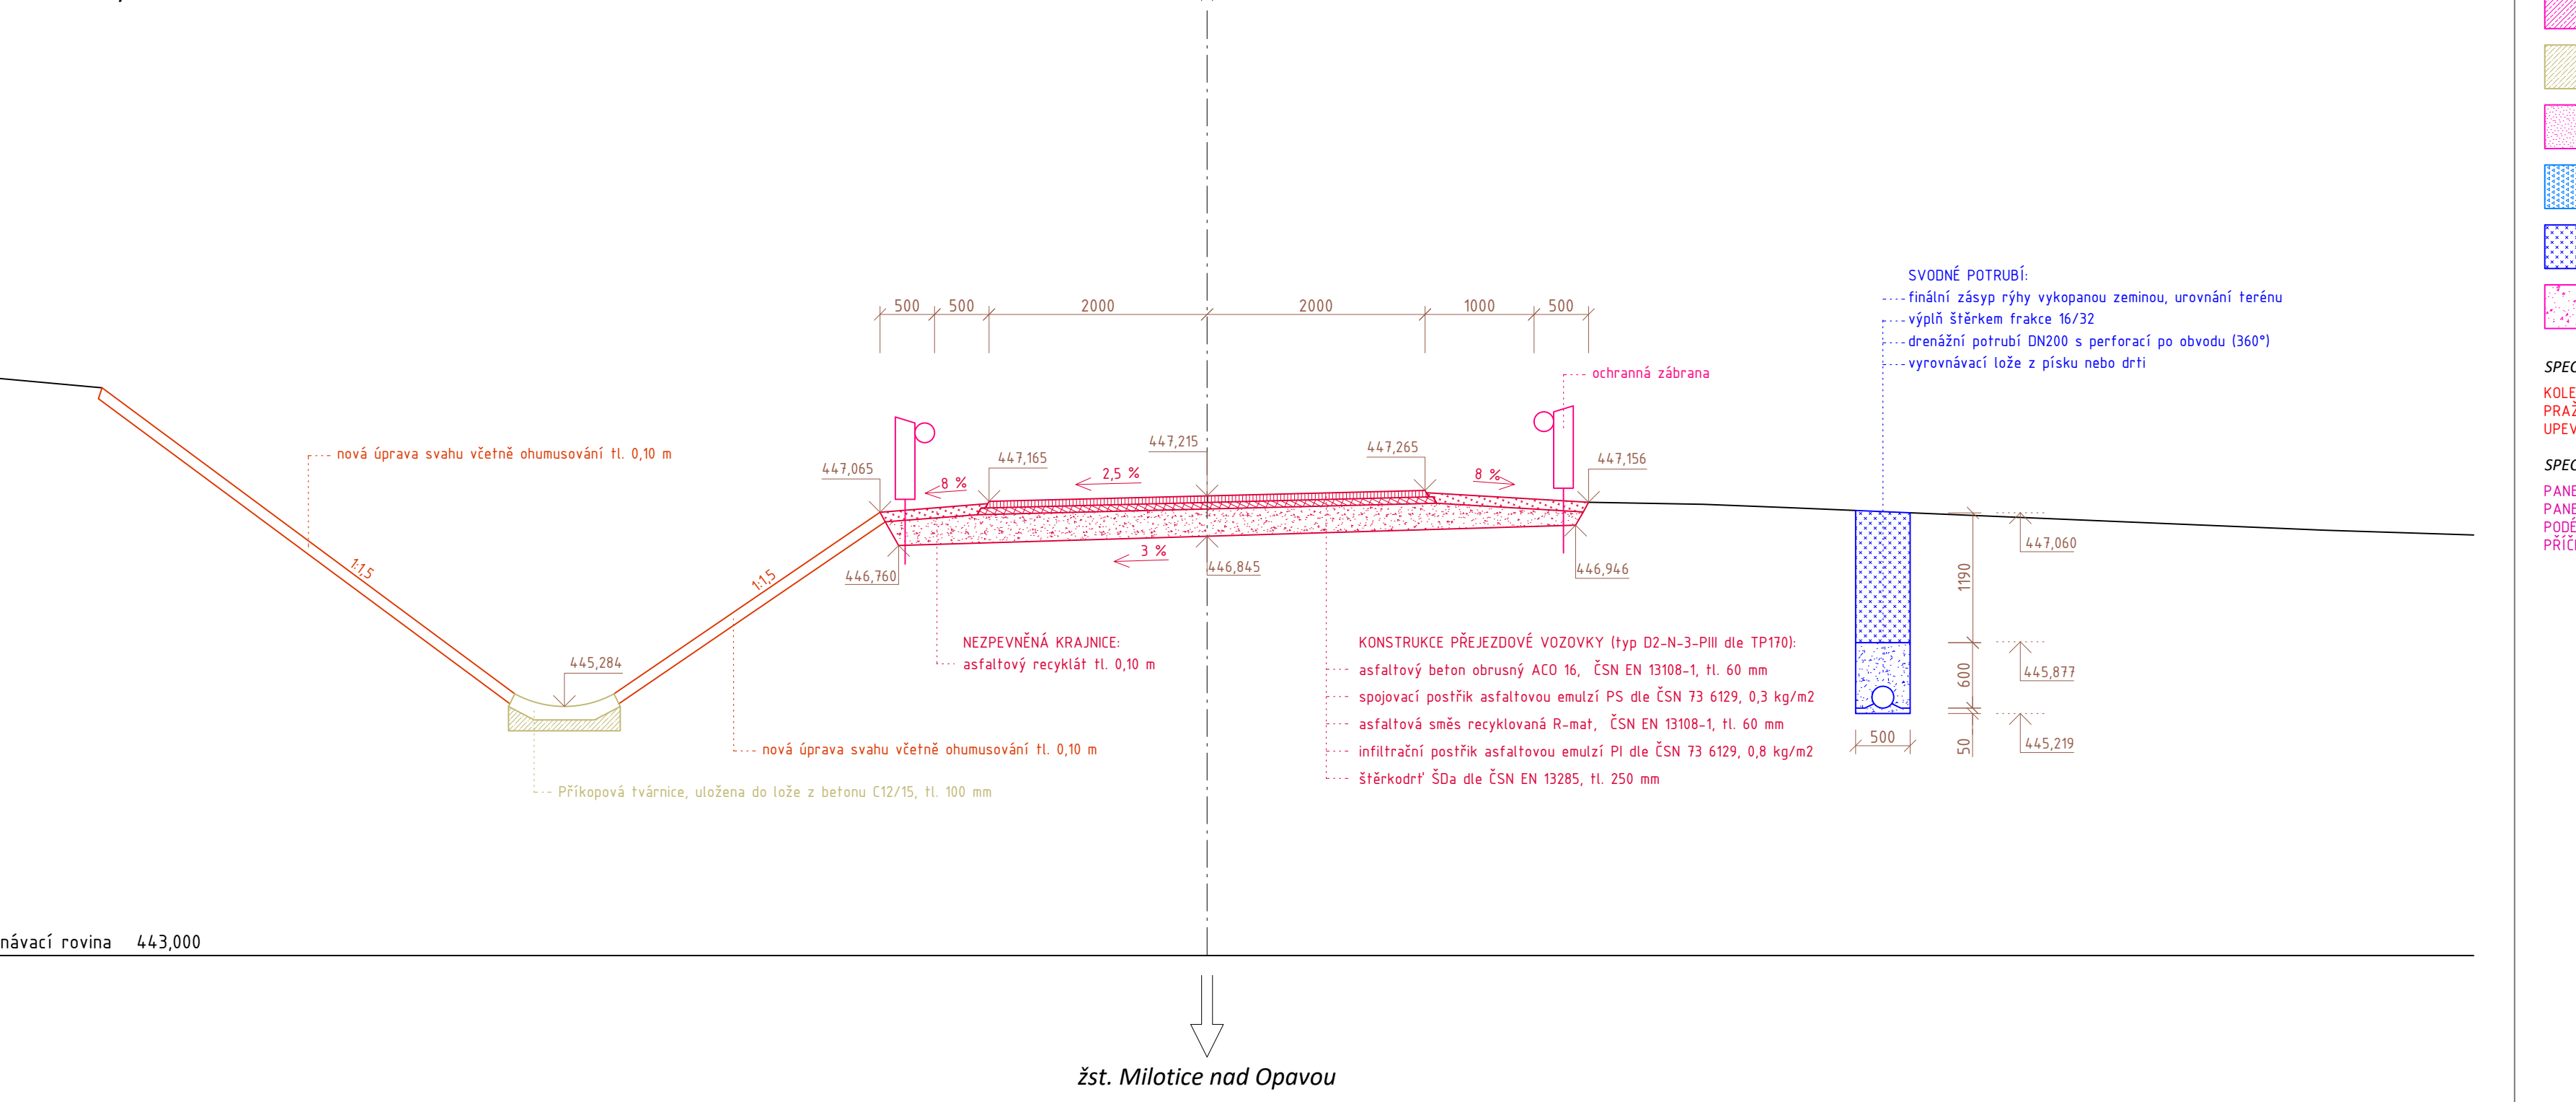 500 500 2000 2000 1000 500
SVODNÉ POTRUBÍ:
finální zásyp rýhy vykopanou zeminou, urovnání terénu
výplň štěrkem frakce 16/32
drenážní potrubí DN200 s perforací po obvodu (360°)
vyrovnávací lože z písku nebo drti
ochranná zábrana
nová úprava svahu včetně ohumusování tl. 0,10 m
447,065
447,165
447,215
447,265
447,156
8 %
2,5 %
8 %
3 %
1:1,5
1:1,5
446,760
446,845
446,946
447,060
1190
445,877
600
445,219
50
500
445,284
NEZPEVNĚNÁ KRAJNICE:
asfaltový recyklát tl. 0,10 m
KONSTRUKCE PŘEJEZDOVÉ VOZOVKY (typ D2-N-3-PIII dle TP170):
asfaltový beton obrusný ACO 16, ČSN EN 13108-1, tl. 60 mm
spojovací postřik asfaltovou emulzí PS dle ČSN 73 6129, 0,3 kg/m2
asfaltová směs recyklovaná R-mat, ČSN EN 13108-1, tl. 60 mm
infiltrační postřik asfaltovou emulzí PI dle ČSN 73 6129, 0,8 kg/m2
štěrkodrť ŠDa dle ČSN EN 13285, tl. 250 mm
nová úprava svahu včetně ohumusování tl. 0,10 m
Příkopová tvárnice, uložena do lože z betonu C12/15, tl. 100 mm
návací rovina 443,000
žst. Milotice nad Opavou
SPEC
KOLE
PRAŽ
UPEV
SPEC
PANE
PANE
PODĚ
PŘÍČ